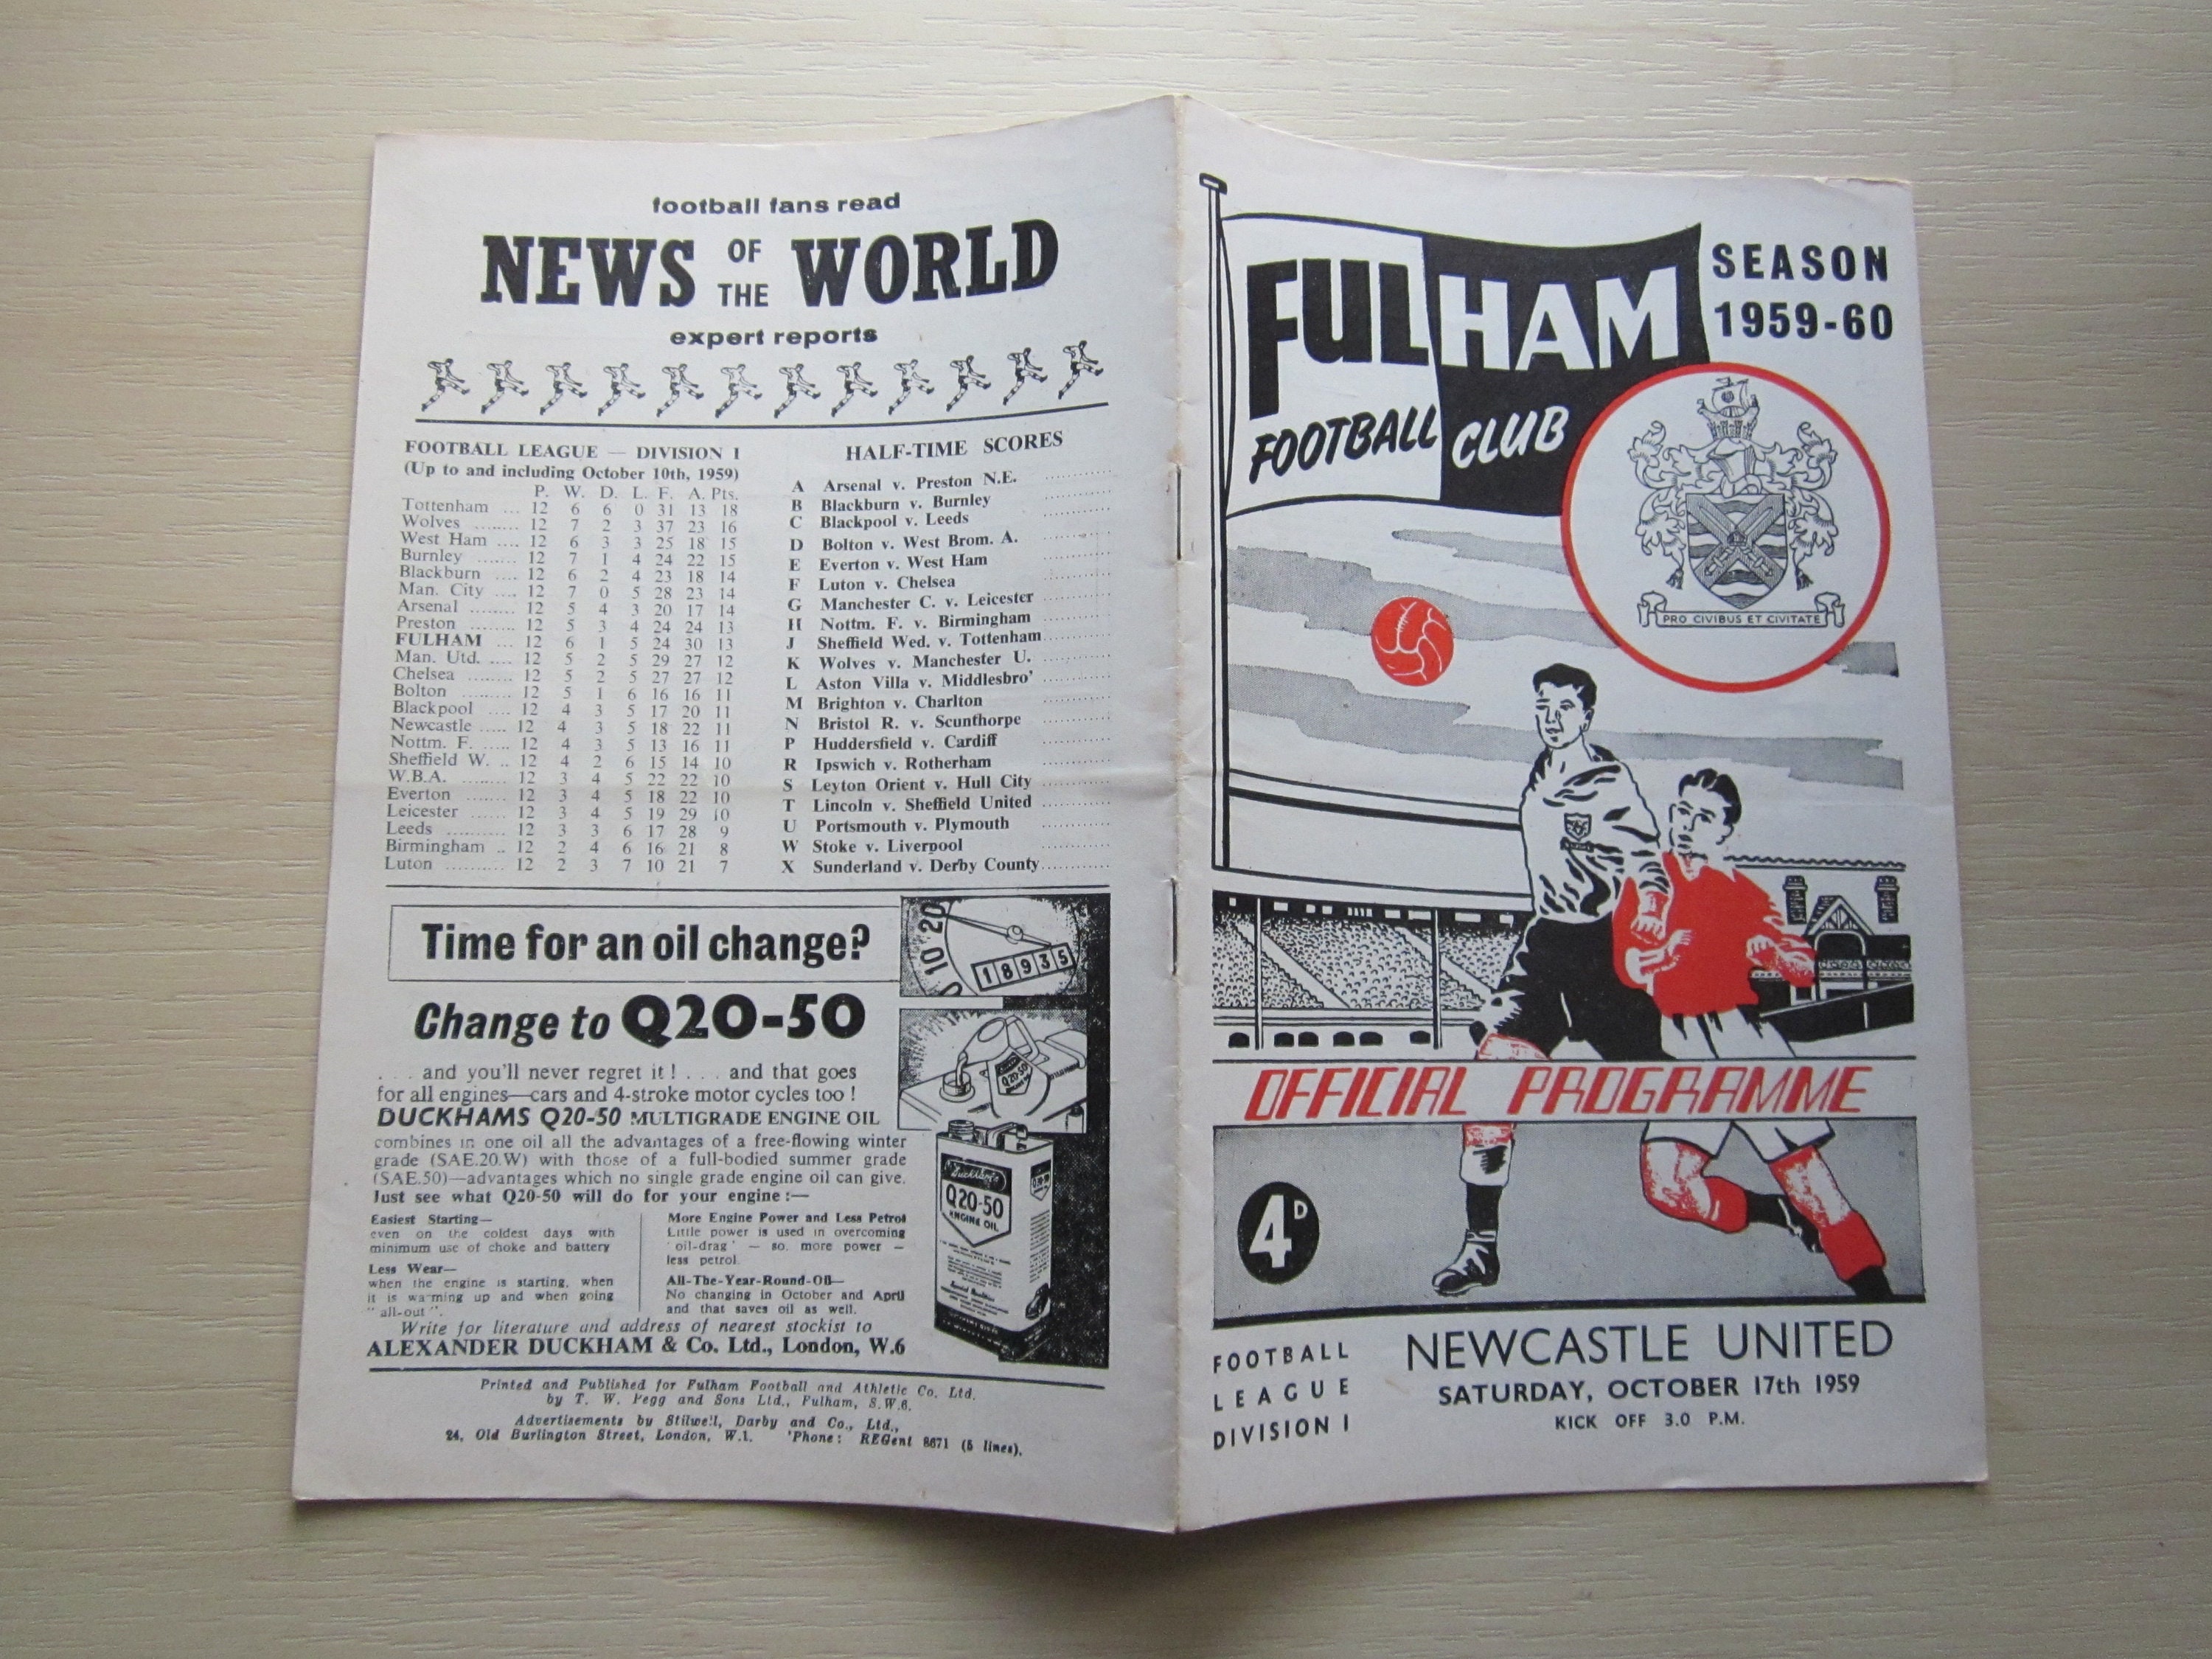 football fans read
NEWS OF THE WORLD
expert reports
FOOTBALL LEAGUE — DIVISION I
(Up to and including October 10th, 1959)
P. W. D. L. F. A. Pts.
Tottenham ... 12 6 6 0 31 13 18
Wolves ........ 12 7 2 3 37 23 16
West Ham .... 12 6 3 3 25 18 15
Burnley ....... 12 7 1 4 24 22 15
Blackburn .... 12 6 2 4 23 18 14
Man. City .... 12 7 0 5 28 23 14
Arsenal ........ 12 5 4 3 20 17 14
Preston ........ 12 5 3 4 24 24 13
FULHAM ... 12 6 1 5 24 30 13
Man. Utd. .... 12 5 2 5 29 27 12
Chelsea ........ 12 5 2 5 27 27 12
Bolton ......... 12 5 1 6 16 16 11
Blackpool .... 12 4 3 5 17 20 11
Newcastle ..... 12 4 3 5 18 22 11
Nottm. F. ..... 12 4 3 5 13 16 11
Sheffield W. .. 12 4 2 6 15 14 10
W.B.A. ........ 12 3 4 5 22 22 10
Everton ....... 12 3 4 5 18 22 10
Leicester ...... 12 3 4 5 19 29 10
Leeds .......... 12 3 3 6 17 28 9
Birmingham .. 12 2 4 6 16 21 8
Luton .......... 12 2 3 7 10 21 7
HALF-TIME SCORES
A Arsenal v. Preston N.E.
B Blackburn v. Burnley
C Blackpool v. Leeds
D Bolton v. West Brom. A.
E Everton v. West Ham
F Luton v. Chelsea
G Manchester C. v. Leicester
H Nottm. F. v. Birmingham
J Sheffield Wed. v. Tottenham
K Wolves v. Manchester U.
L Aston Villa v. Middlesbro'
M Brighton v. Charlton
N Bristol R. v. Scunthorpe
P Huddersfield v. Cardiff
R Ipswich v. Rotherham
S Leyton Orient v. Hull City
T Lincoln v. Sheffield United
U Portsmouth v. Plymouth
W Stoke v. Liverpool
X Sunderland v. Derby County
Time for an oil change?
10 20
18935
Change to Q20-50
. . . and you'll never regret it! . . . and that goes
for all engines—cars and 4-stroke motor cycles too!
DUCKHAMS Q20-50 MULTIGRADE ENGINE OIL
combines in one oil all the advantages of a free-flowing winter
grade (SAE.20.W) with those of a full-bodied summer grade
(SAE.50)—advantages which no single grade engine oil can give.
Just see what Q20-50 will do for your engine:—
Easiest Starting—
even on the coldest days with
minimum use of choke and battery
Less Wear—
when the engine is starting, when
it is warming up and when going
"all-out".
More Engine Power and Less Petrol
Little power is used in overcoming
'oil-drag' — so, more power —
less petrol.
All-The-Year-Round-Oil—
No changing in October and April
and that saves oil as well.
Q20-50
Duckham's
Q20-50
ENGINE OIL
Write for literature and address of nearest stockist to
ALEXANDER DUCKHAM & Co. Ltd., London, W.6
Printed and Published for Fulham Football and Athletic Co. Ltd.
by T. W. Pegg and Sons Ltd., Fulham, S.W.6.
Advertisements by Stilwell, Darby and Co., Ltd.,
24, Old Burlington Street, London, W.1. 'Phone: REGent 8671 (5 lines).
FULHAM
FOOTBALL CLUB
SEASON
1959-60
PRO CIVIBUS ET CIVITATE
OFFICIAL PROGRAMME
4D
FOOTBALL
LEAGUE
DIVISION I
NEWCASTLE UNITED
SATURDAY, OCTOBER 17th 1959
KICK OFF 3.0 P.M.